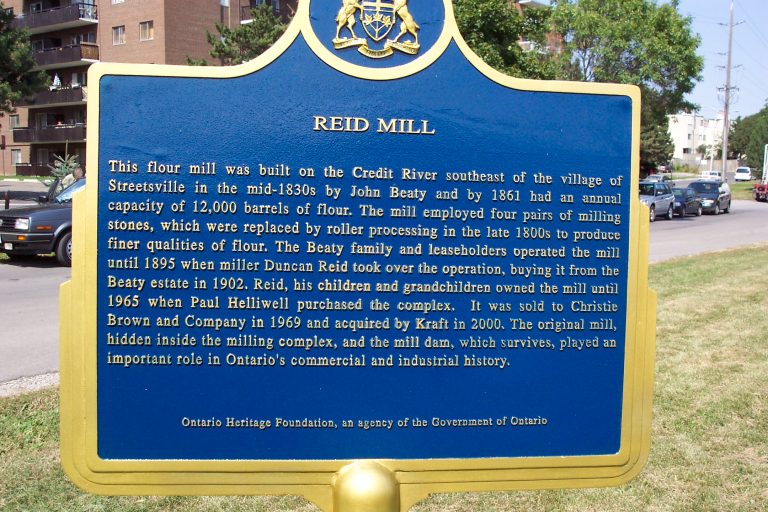 REID MILL
This flour mill was built on the Credit River southeast of the village of
Streetsville in the mid-1830s by John Beaty and by 1861 had an annual
capacity of 12,000 barrels of flour. The mill employed four pairs of milling
stones, which were replaced by roller processing in the late 1800s to produce
finer qualities of flour. The Beaty family and leaseholders operated the mill
until 1895 when miller Duncan Reid took over the operation, buying it from the
Beaty estate in 1902. Reid, his children and grandchildren owned the mill until
1965 when Paul Helliwell purchased the complex. It was sold to Christie
Brown and Company in 1969 and acquired by Kraft in 2000. The original mill,
hidden inside the milling complex, and the mill dam, which survives, played an
important role in Ontario's commercial and industrial history.
Ontario Heritage Foundation, an agency of the Government of Ontario